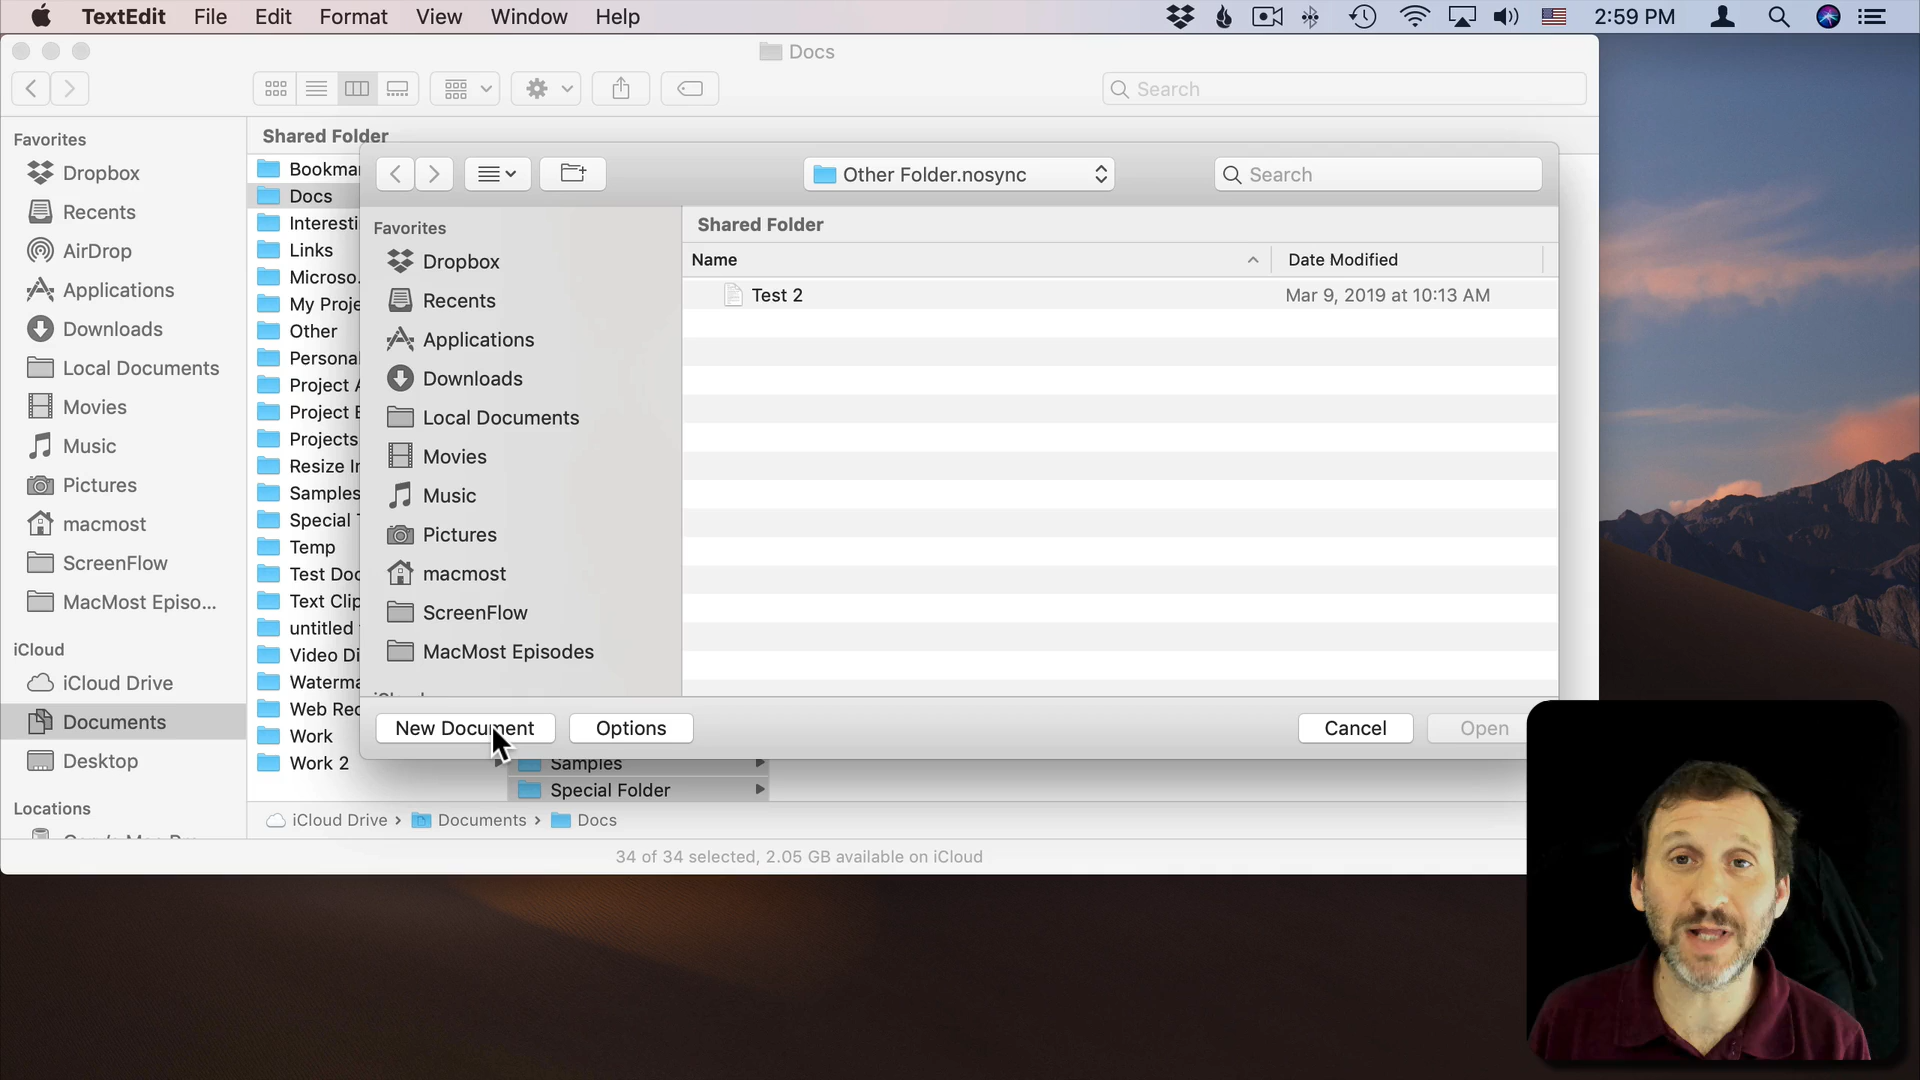 TextEdit File Edit Format View Window Help 2:59 PM
Docs
Search
Favorites
Dropbox
Recents
AirDrop
Applications
Downloads
Local Documents
Movies
Music
Pictures
macmost
ScreenFlow
MacMost Episo...
iCloud
iCloud Drive
Documents
Desktop
Locations
Shared Folder
Bookma
Docs
Interesti
Links
Microso.
My Proje
Other
Personal
Project
Project
Projects
Resize
Samples
Special
Temp
Test Doc
Text Clip
untitled
Video Di
Waterma
Web Rec
Work
Work 2
Other Folder.nosync
Search
Favorites
Dropbox
Recents
Applications
Downloads
Local Documents
Movies
Music
Pictures
macmost
ScreenFlow
MacMost Episodes
Shared Folder
Name Date Modified
Test 2 Mar 9, 2019 at 10:13 AM
New Document Options Cancel Open
Samples
Special Folder
iCloud Drive › Documents › Docs
34 of 34 selected, 2.05 GB available on iCloud